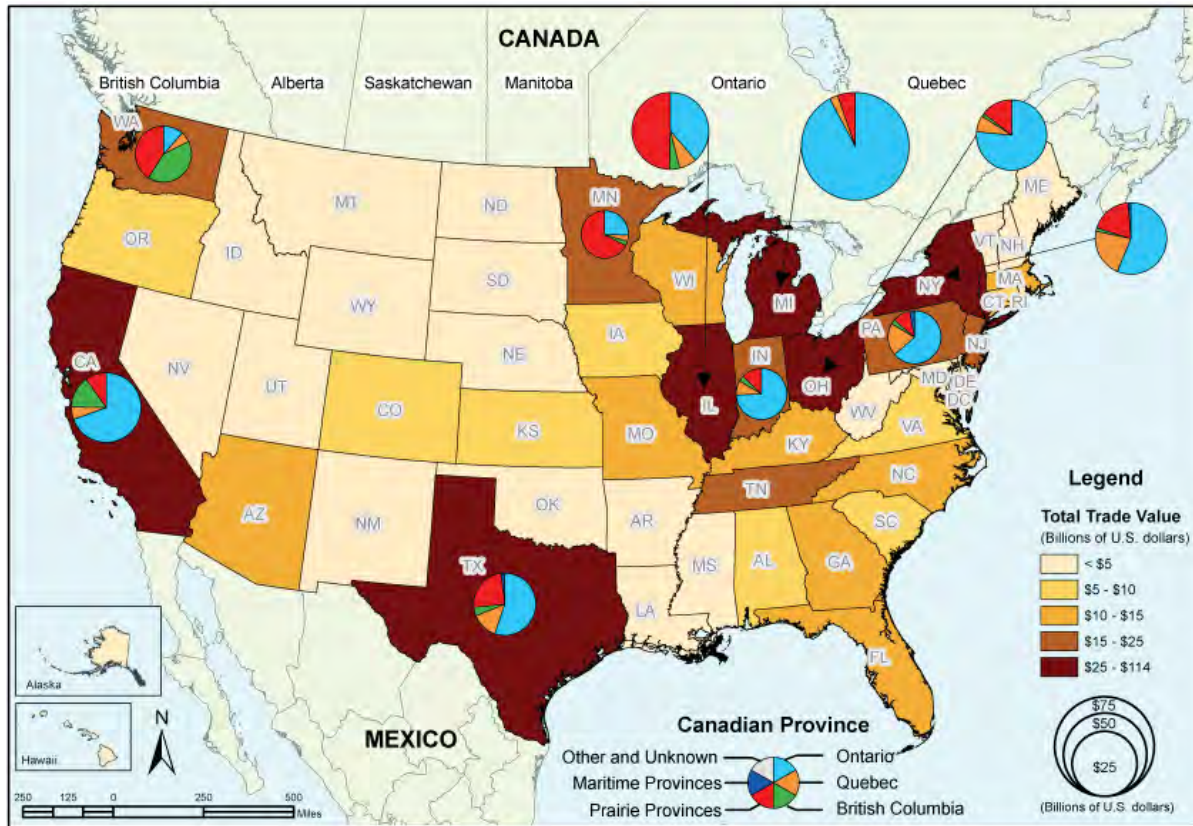 CANADA
British Columbia
Alberta
Saskatchewan
Manitoba
Ontario
Quebec
WA
MT
ND
MN
ME
OR
ID
SD
WI
MI
VT
NH
NY
MA
CT
RI
WY
IA
PA
NJ
CA
NV
UT
NE
IL
IN
OH
MD
DE
DC
WV
VA
CO
KS
MO
KY
NC
TN
AZ
NM
OK
AR
SC
TX
LA
MS
AL
GA
FL
Legend
Total Trade Value
(Billions of U.S. dollars)
< $5
$5 - $10
$10 - $15
$15 - $25
$25 - $114
$75
$50
$25
(Billions of U.S. dollars)
Alaska
Hawaii
N
MEXICO
Canadian Province
Other and Unknown
Ontario
Maritime Provinces
Quebec
Prairie Provinces
British Columbia
250 125 0 250 500
Miles